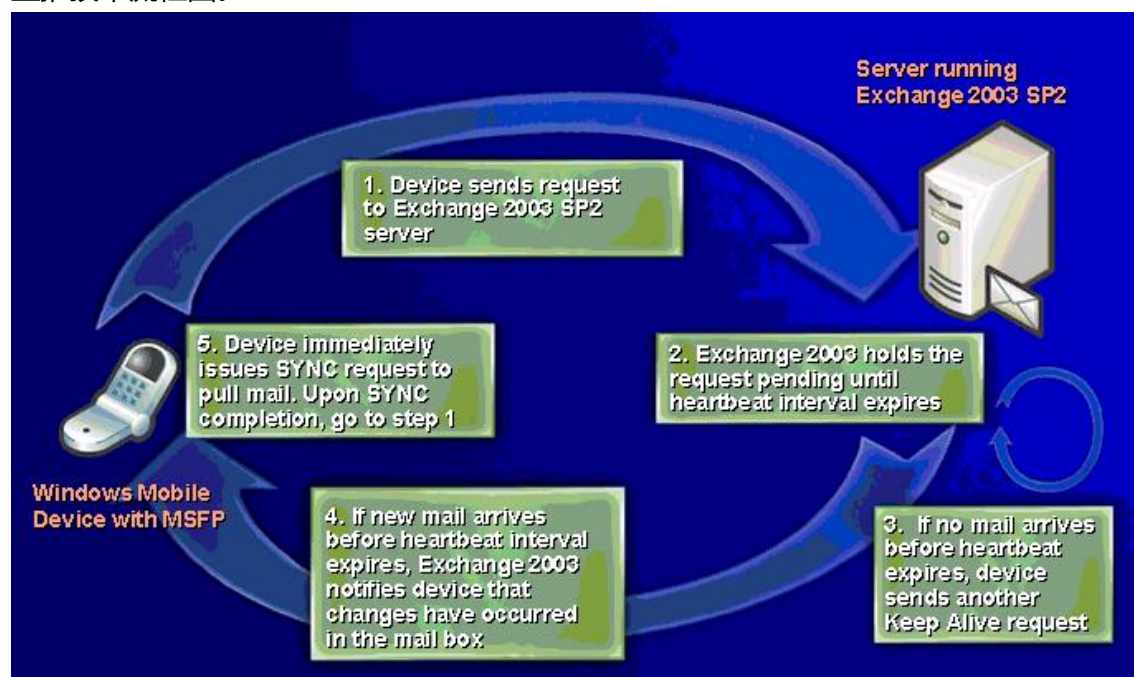 Server running
Exchange 2003 SP2
1. Device sends request
to Exchange 2003 SP2
server
5. Device immediately
issues SYNC request to
pull mail. Upon SYNC
completion, go to step 1
2. Exchange 2003 holds the
request pending until
heartbeat interval expires
Windows Mobile
Device with MSFP
4. If new mail arrives
before heartbeat interval
expires, Exchange 2003
notifies device that
changes have occurred
in the mail box
3. If no mail arrives
before heartbeat
expires, device
sends another
Keep Alive request